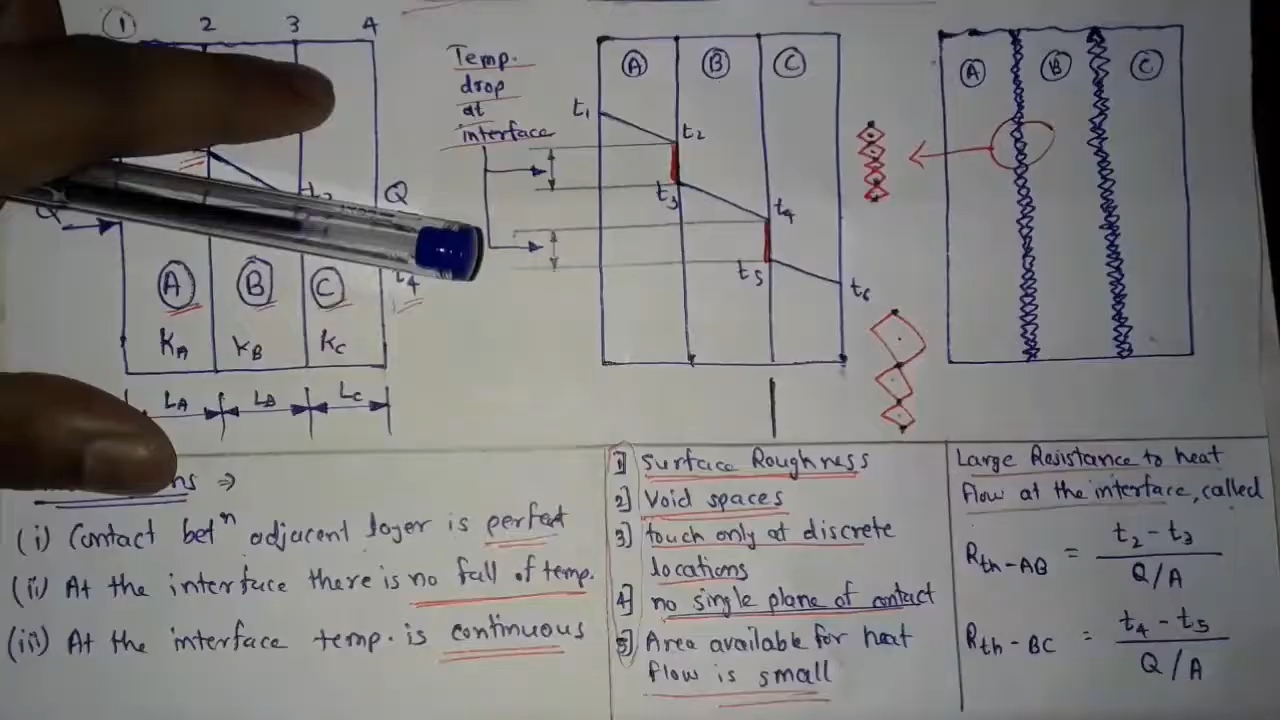 1 2 3 4
Q
A B C
t4
KA KB KC
LA LB LC
Temp.
drop
at
interface
A B C
t1
t2
t3
t4
t5
t6
A B C
ns ⇒
(i) Contact betⁿ adjacent layer is perfect
(ii) At the interface there is no fall of temp.
(iii) At the interface temp. is continuous
1] Surface Roughness
2] Void spaces
3] touch only at discrete
locations
4] no single plane of contact
5] Area available for heat
flow is small
Large Resistance to heat
flow at the interface, called
Rth-AB = t2 - t3
Q/A
Rth-BC = t4 - t5
Q/A